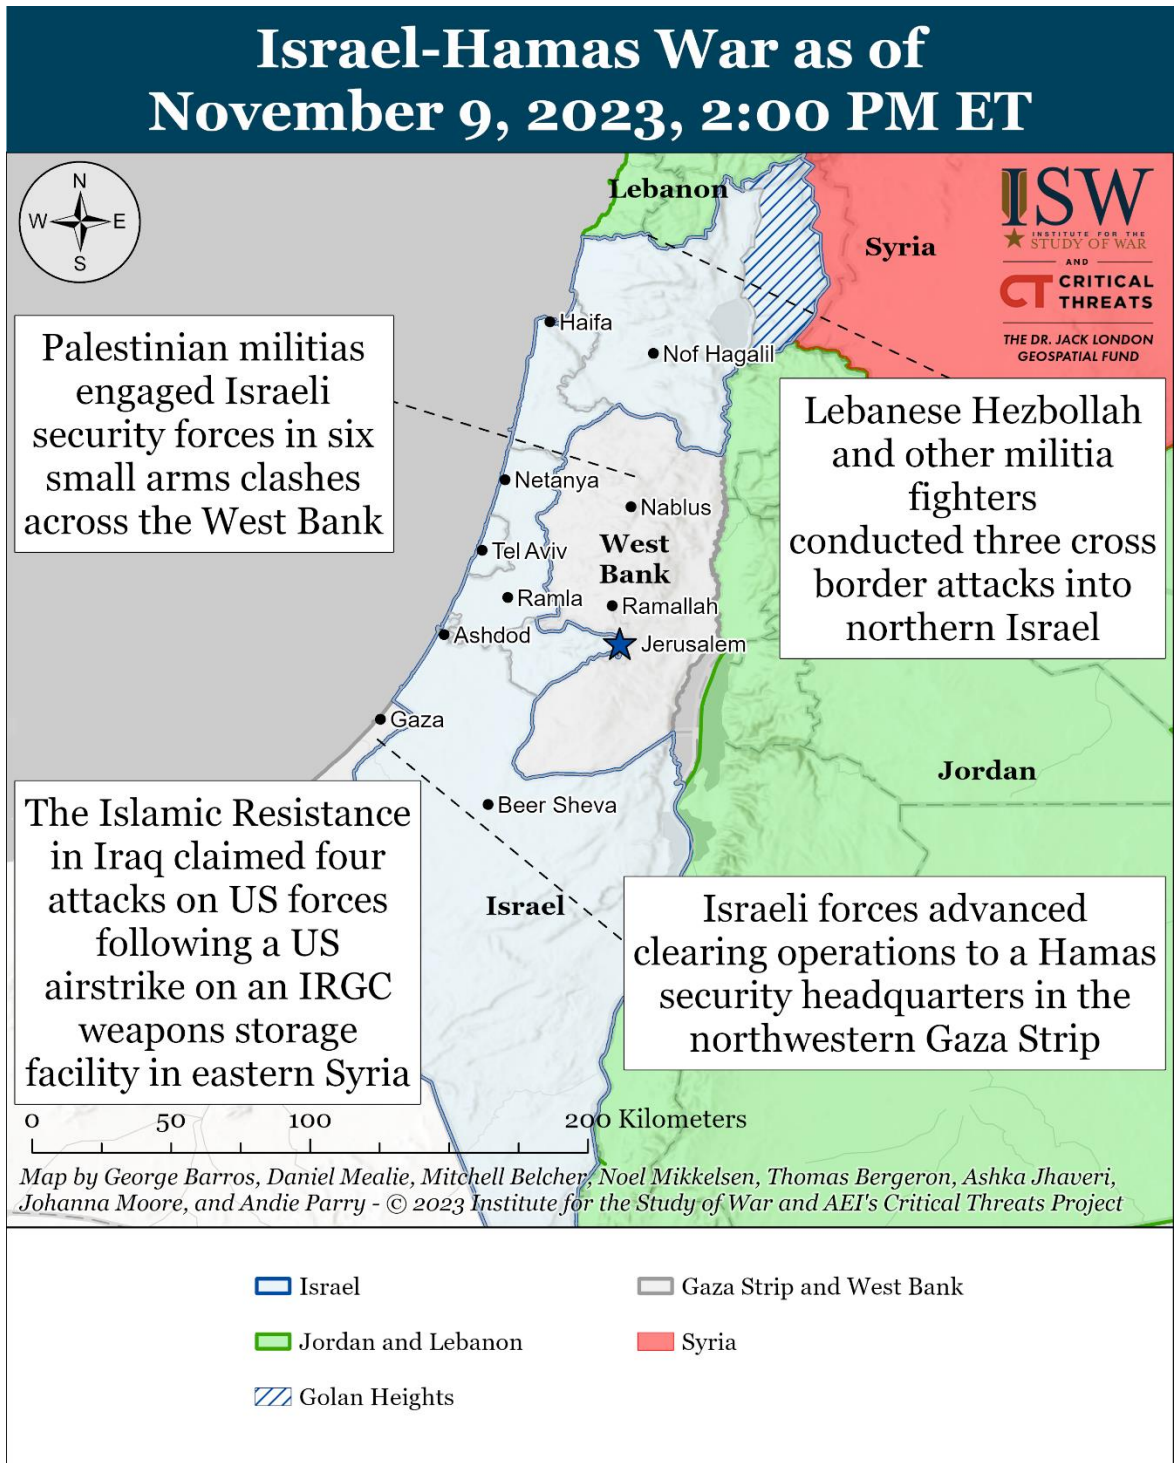 Israel-Hamas War as of
November 9, 2023, 2:00 PM ET
N
W
E
S
Lebanon
Syria
ISW
INSTITUTE FOR THE
STUDY OF WAR
AND
CT CRITICAL
THREATS
THE DR. JACK LONDON
GEOSPATIAL FUND
Palestinian militias
engaged Israeli
security forces in six
small arms clashes
across the West Bank
Haifa
Nof Hagalil
Lebanese Hezbollah
and other militia
fighters
conducted three cross
border attacks into
northern Israel
Netanya
Nablus
Tel Aviv
West
Bank
Ramla
Ramallah
Ashdod
Jerusalem
Gaza
Jordan
Beer Sheva
The Islamic Resistance
in Iraq claimed four
attacks on US forces
following a US
airstrike on an IRGC
weapons storage
facility in eastern Syria
Israel
Israeli forces advanced
clearing operations to a Hamas
security headquarters in the
northwestern Gaza Strip
0 50 100 200 Kilometers
Map by George Barros, Daniel Mealie, Mitchell Belcher, Noel Mikkelsen, Thomas Bergeron, Ashka Jhaveri,
Johanna Moore, and Andie Parry - © 2023 Institute for the Study of War and AEI's Critical Threats Project
Israel
Gaza Strip and West Bank
Jordan and Lebanon
Syria
Golan Heights